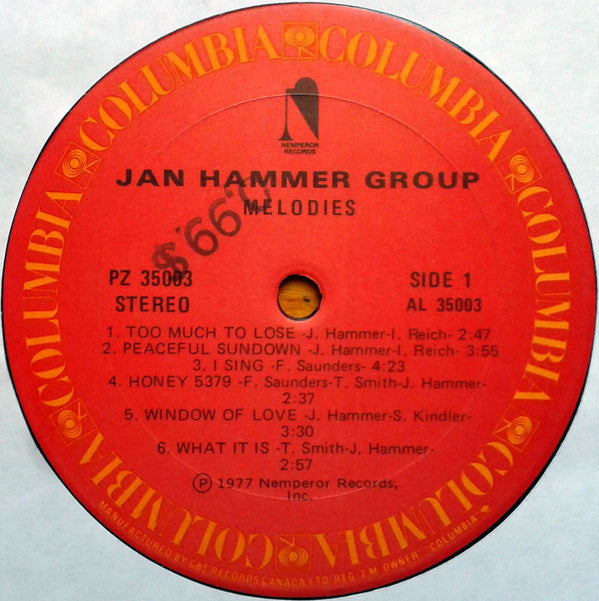 COLUMBIA COLUMBIA COLUMBIA COLUMBIA COLUMBIA COLUMBIA
NEMPEROR
RECORDS
JAN HAMMER GROUP
MELODIES
PZ 35003
SIDE 1
STEREO
AL 35003
1. TOO MUCH TO LOSE -J. Hammer-I. Reich- 2:47
2. PEACEFUL SUNDOWN -J. Hammer-I. Reich- 3:55
3. I SING -F. Saunders- 4:23
4. HONEY 5379 -F. Saunders-T. Smith-J. Hammer-
2:37
5. WINDOW OF LOVE -J. Hammer-S. Kindler-
3:30
6. WHAT IT IS -T. Smith-J. Hammer-
2:57
Ⓟ 1977 Nemperor Records,
Inc.
MANUFACTURED BY CBS RECORDS CANADA LTD REG. T.M. OWNER "COLUMBIA"